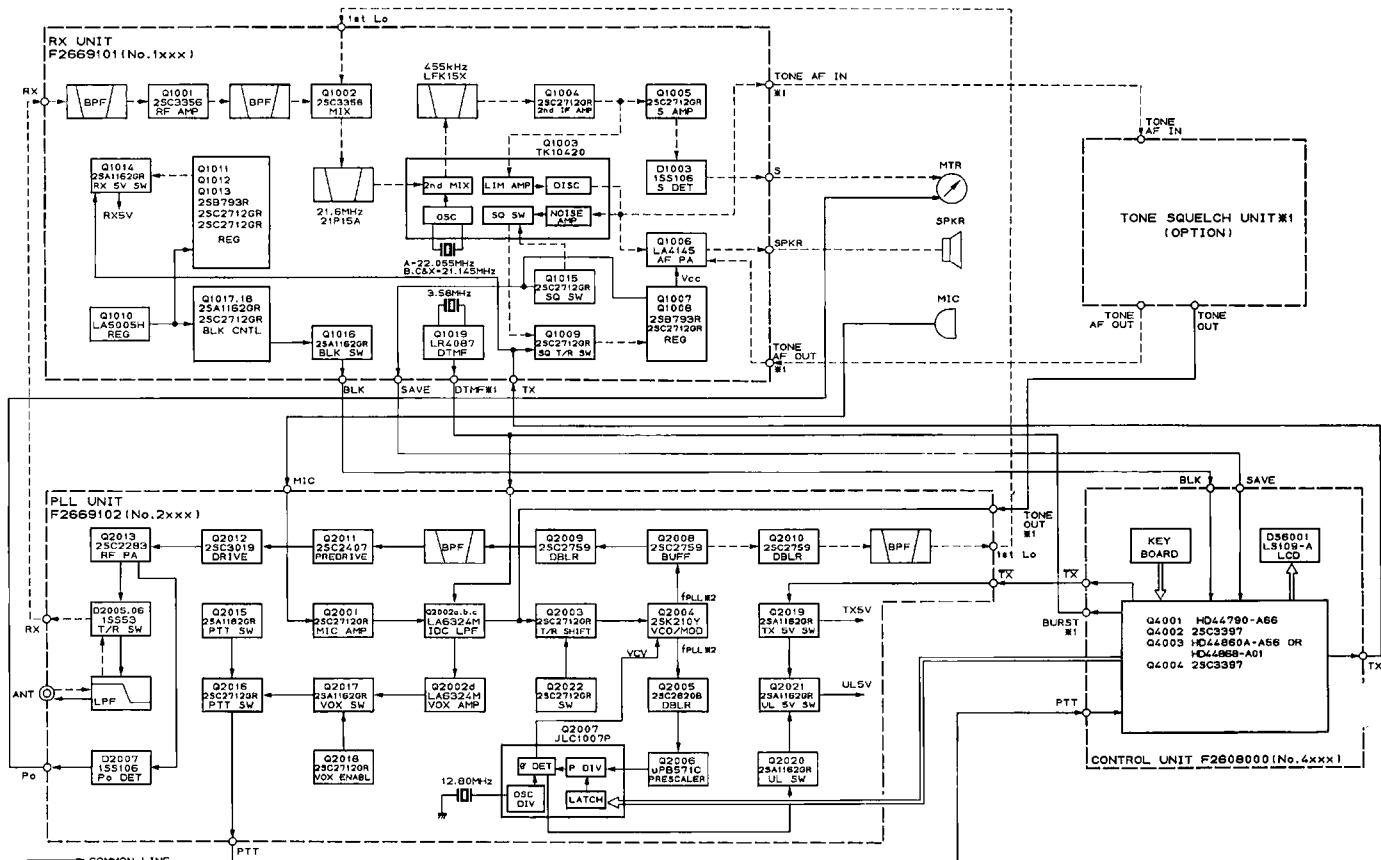 1st Lo
RX UNIT
F2669101(No.1xxx)
RX
BPF
Q1001
2SC3356
RF AMP
BPF
Q1002
2SC3356
MIX
455kHz
LFK15X
Q1004
2SC2712GR
2nd IF AMP
Q1005
2SC2712GR
S AMP
TONE AF IN
※1
Q1003
TK10420
Q1014
2SA1162GR
RX 5V SW
RX5V
Q1011
Q1012
Q1013
2SB793R
2SC2712GR
2SC2712GR
REG
21.6MHz
21P15A
2nd MIX
LIM AMP
DISC
OSC
SQ SW
NOISE
AMP
D1003
1SS106
S DET
S
MTR
TONE
AF IN
TONE SQUELCH UNIT※1
(OPTION)
A-22.055MHz
B.C&X-21.145MHz
Q1006
LA4145
AF PA
SPKR
SPKR
Vcc
Q1015
2SC2712GR
SQ SW
3.58MHz
Q1010
LA5005H
REG
Q1017.18
2SA1162GR
2SC2712GR
BLK CNTL
Q1016
2SA1162GR
BLK SW
Q1019
LR4087
DTMF
Q1009
2SC2712GR
SQ T/R SW
Q1007
Q1008
2SB793R
2SC2712GR
REG
MIC
TONE
AF OUT
※1
TONE
AF OUT
TONE
OUT
BLK
SAVE
DTMF※1
TX
MIC
PLL UNIT
F2669102(No.2xxx)
BLK
SAVE
Q2013
2SC2283
RF PA
Q2012
2SC3019
DRIVE
Q2011
2SC2407
PREDRIVE
BPF
Q2009
2SC2759
DBLR
Q2008
2SC2759
BUFF
Q2010
2SC2759
DBLR
BPF
TONE
OUT
※1
1st Lo
KEY
BOARD
DS6001
LS109-A
LCD
TX
TX
RX
D2005.06
1SS53
T/R SW
Q2015
2SA1162GR
PTT SW
Q2001
2SC2712GR
MIC AMP
Q2002a.b.c
LA6324M
IDC LPF
Q2003
2SC2712GR
T/R SHIFT
fPLL※2
Q2004
2SK210Y
VCO/MOD
Q2019
2SA1162GR
TX 5V SW
TX5V
BURST
※1
Q4001 HD44790-A66
Q4002 2SC3397
Q4003 HD44860A-A56 OR
HD44868-A01
Q4004 2SC3397
TX
fPLL※2
VCV
ANT
LPF
Q2016
2SC2712GR
PTT SW
Q2017
2SA1162GR
VOX SW
Q2002d
LA6324M
VOX AMP
Q2022
2SC2712GR
SW
Q2005
2SC2620B
DBLR
Q2021
2SA1162GR
UL 5V SW
UL5V
PTT
Q2007
JLC1007P
Po
D2007
1SS106
Po DET
Q2018
2SC2712GR
VOX ENABL
12.80MHz
Ø DET
P DIV
OSC
DIV
LATCH
Q2006
uPB571C
PRESCALER
Q2020
2SA1162GR
UL SW
CONTROL UNIT F2608000(No.4xxx)
PTT
COMMON LINE